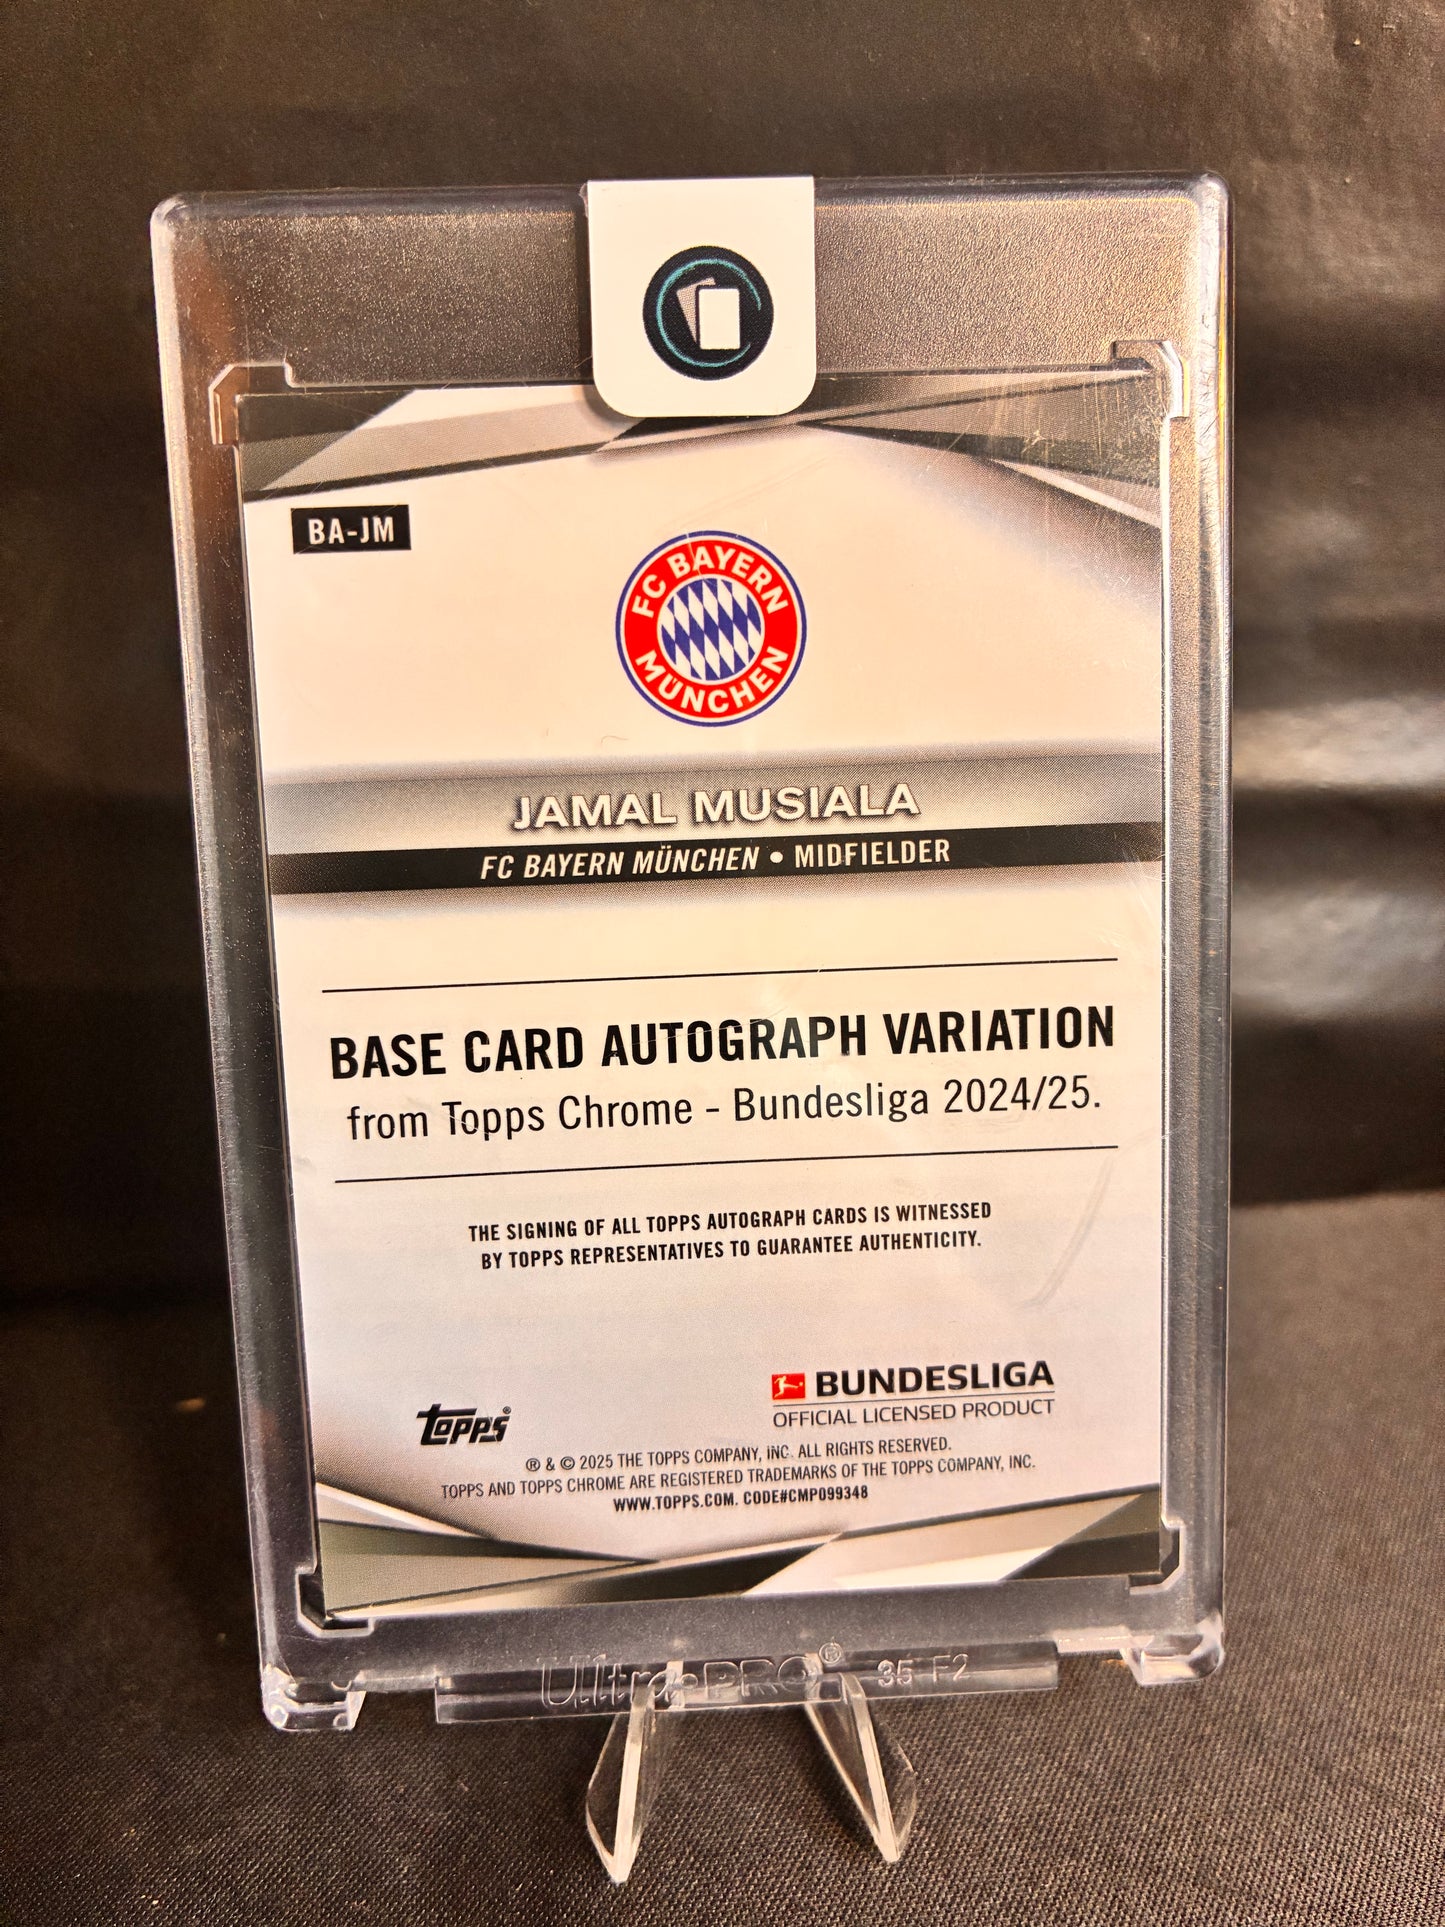 BA-JM
FC BAYERN
MÜNCHEN
JAMAL MUSIALA
FC BAYERN MÜNCHEN • MIDFIELDER
BASE CARD AUTOGRAPH VARIATION
from Topps Chrome - Bundesliga 2024/25.
THE SIGNING OF ALL TOPPS AUTOGRAPH CARDS IS WITNESSED
BY TOPPS REPRESENTATIVES TO GUARANTEE AUTHENTICITY.
BUNDESLIGA
OFFICIAL LICENSED PRODUCT
topps®
® & © 2025 THE TOPPS COMPANY, INC. ALL RIGHTS RESERVED.
TOPPS AND TOPPS CHROME ARE REGISTERED TRADEMARKS OF THE TOPPS COMPANY, INC.
WWW.TOPPS.COM. CODE#CMP099348
Ultra•PRO® 35 F2